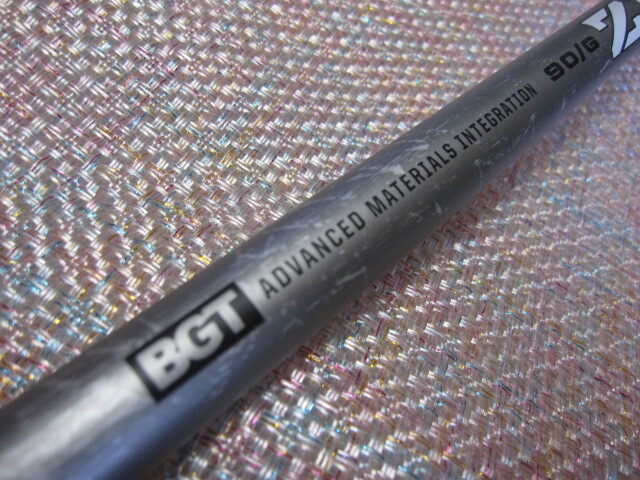 BGT ADVANCED MATERIALS INTEGRATION 90/G